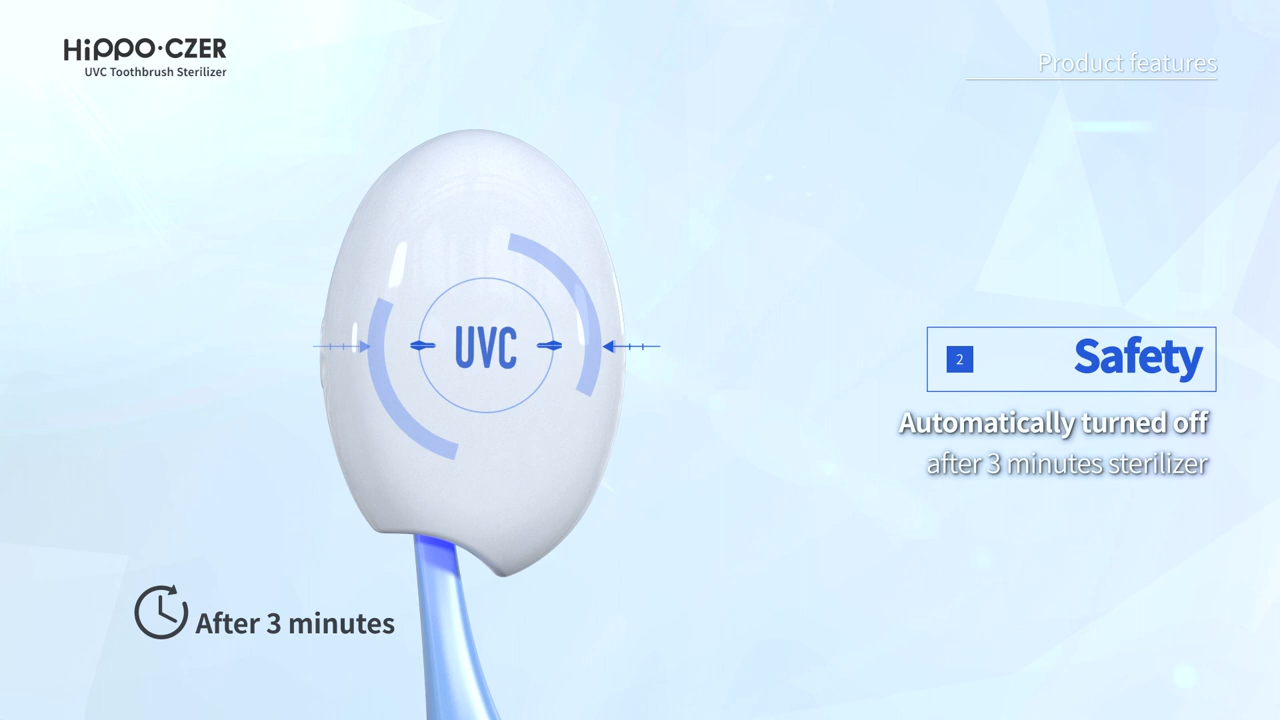 HiPPO·CZER
UVC Toothbrush Sterilizer
Product features
UVC
2
Safety
Automatically turned off
after 3 minutes sterilizer
After 3 minutes